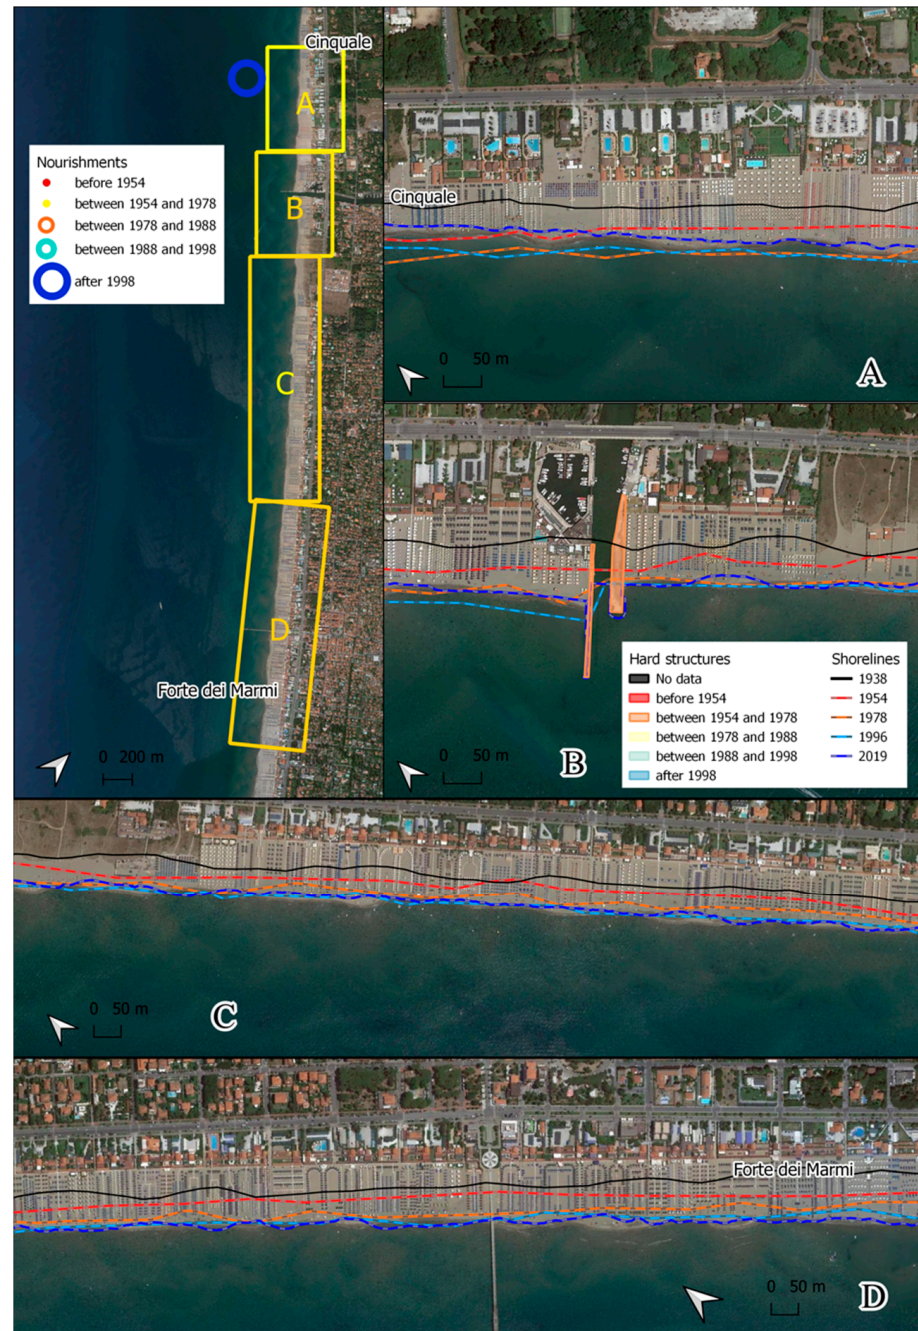 Cinquale
A
B
C
D
Forte dei Marmi
Nourishments
before 1954
between 1954 and 1978
between 1978 and 1988
between 1988 and 1998
after 1998
0 200 m
Cinquale
0 50 m
A
Hard structures
No data
before 1954
between 1954 and 1978
between 1978 and 1988
between 1988 and 1998
after 1998
Shorelines
1938
1954
1978
1996
2019
0 50 m
B
0 50 m
C
Forte dei Marmi
0 50 m
D